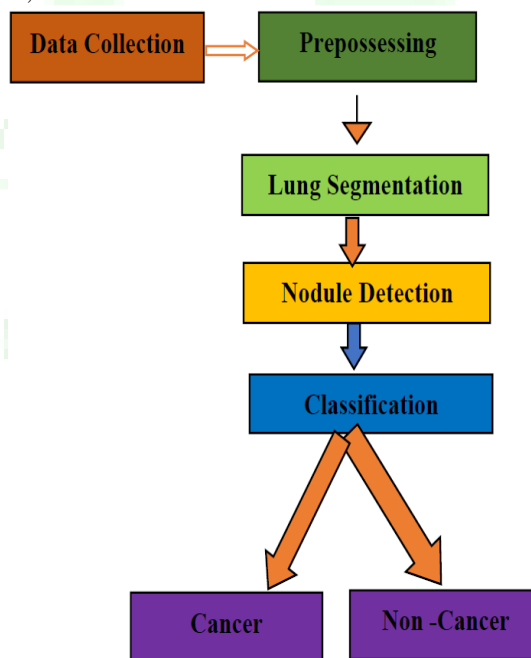 Data Collection
Prepossessing
Lung Segmentation
Nodule Detection
Classification
Cancer
Non -Cancer